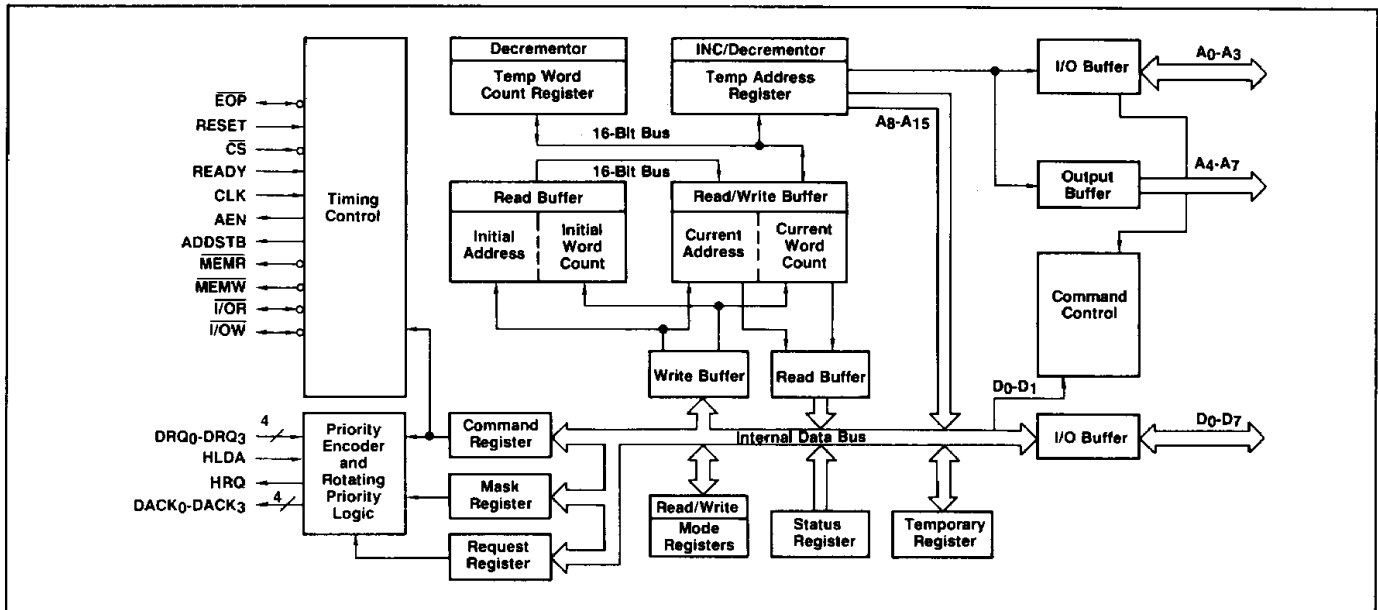 EOP
RESET
CS
READY
CLK
AEN
ADDSTB
MEMR
MEMW
I/OR
I/OW
Timing
Control
Decrementor
Temp Word
Count Register
INC/Decrementor
Temp Address
Register
I/O Buffer
A0-A3
A8-A15
16-Bit Bus
16-Bit Bus
Output
Buffer
A4-A7
Read Buffer
Initial
Address
Initial
Word
Count
Read/Write Buffer
Current
Address
Current
Word
Count
Command
Control
Write Buffer
Read Buffer
D0-D1
DRQ0-DRQ3
4
HLDA
HRQ
DACK0-DACK3
4
Priority
Encoder
and
Rotating
Priority
Logic
Command
Register
Mask
Register
Request
Register
Internal Data Bus
I/O Buffer
D0-D7
Read/Write
Mode
Registers
Status
Register
Temporary
Register